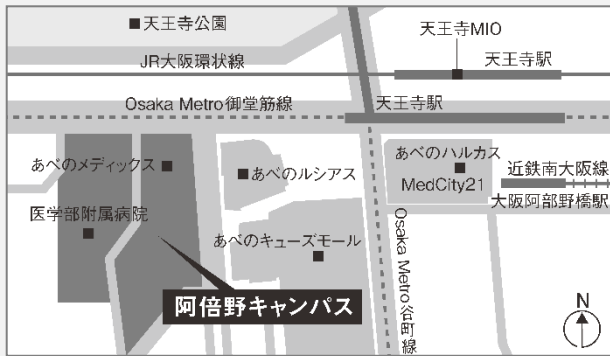 天王寺公園
天王寺MIO
JR大阪環状線
天王寺駅
Osaka Metro御堂筋線
天王寺駅
あべのメディックス
あべのルシアス
あべのハルカス
MedCity21
近鉄南大阪線
大阪阿部野橋駅
医学部附属病院
あべのキューズモール
Osaka Metro谷町線
阿倍野キャンパス
N